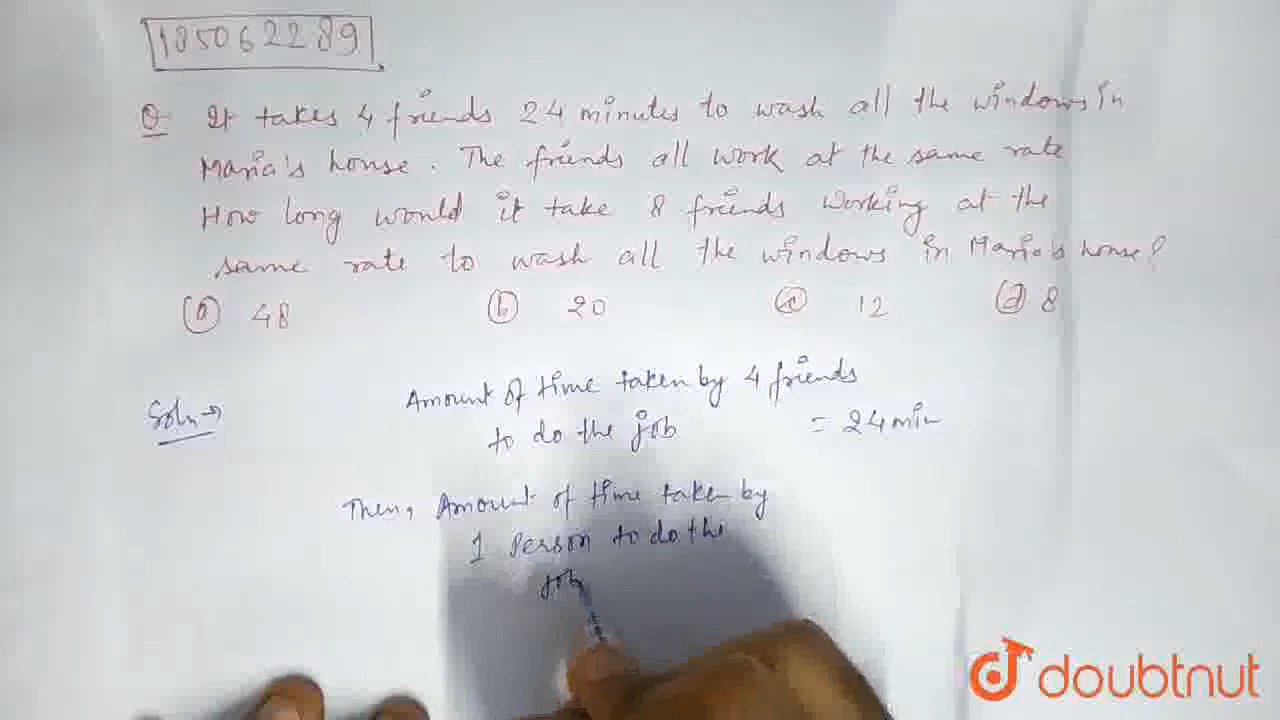 185062289
Q It takes 4 friends 24 minutes to wash all the windows in
Maria's house. The friends all work at the same rate
How long would it take 8 friends working at the
same rate to wash all the windows in Maria's house?
(a) 48 (b) 20 (c) 12 (d) 8
Soln→ Amount of time taken by 4 friends
to do the job = 24 min
Then, Amount of time taken by
1 Person to do the
job
doubtnut